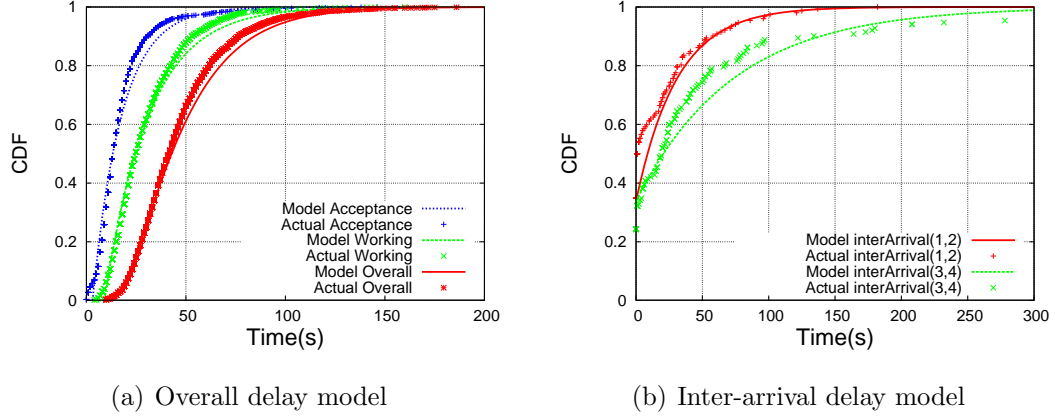 1
0.8
0.6
0.4
0.2
0
CDF
0 50 100 150 200
Time(s)
Model Acceptance
Actual Acceptance
Model Working
Actual Working
Model Overall
Actual Overall
(a) Overall delay model
1
0.8
0.6
0.4
0.2
0
CDF
0 50 100 150 200 250 300
Time(s)
Model interArrival(1,2)
Actual interArrival(1,2)
Model interArrival(3,4)
Actual interArrival(3,4)
(b) Inter-arrival delay model